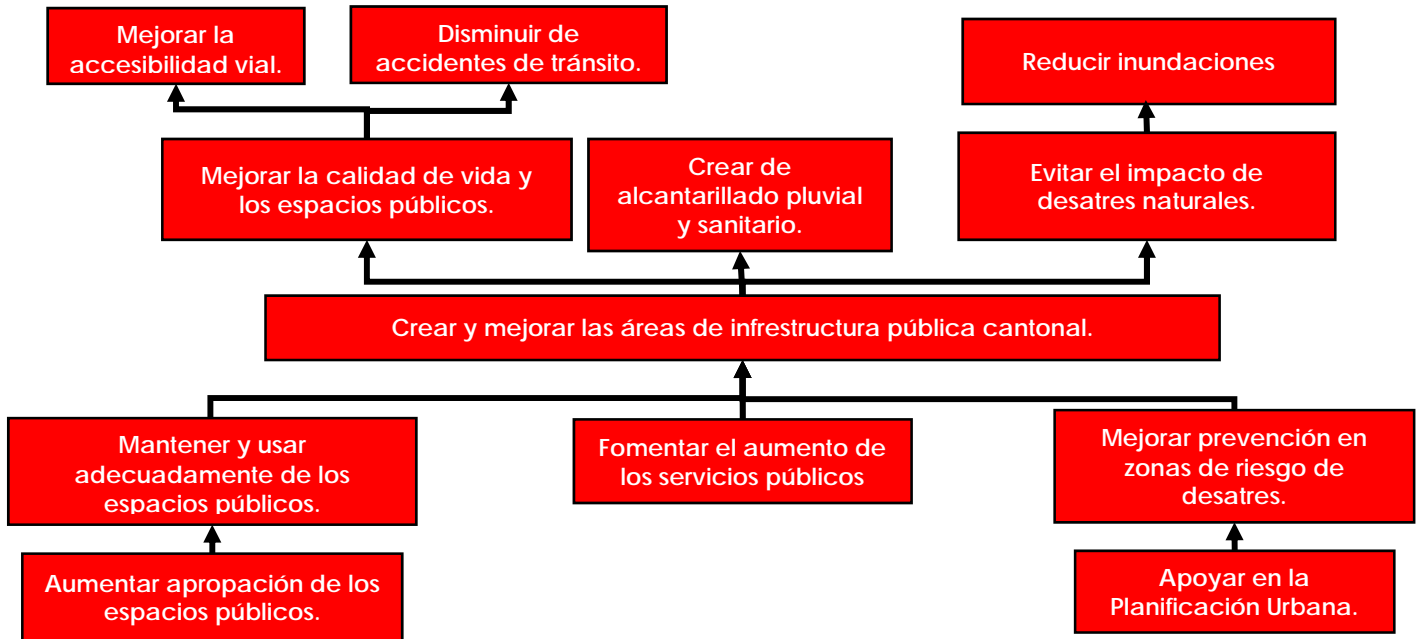 Mejorar la
accesibilidad vial.
Disminuir de
accidentes de tránsito.
Reducir inundaciones
Mejorar la calidad de vida y
los espacios públicos.
Crear de
alcantarillado pluvial
y sanitario.
Evitar el impacto de
desatres naturales.
Crear y mejorar las áreas de infrestructura pública cantonal.
Mantener y usar
adecuadamente de los
espacios públicos.
Fomentar el aumento de
los servicios públicos
Mejorar prevención en
zonas de riesgo de
desatres.
Aumentar apropación de los
espacios públicos.
Apoyar en la
Planificación Urbana.